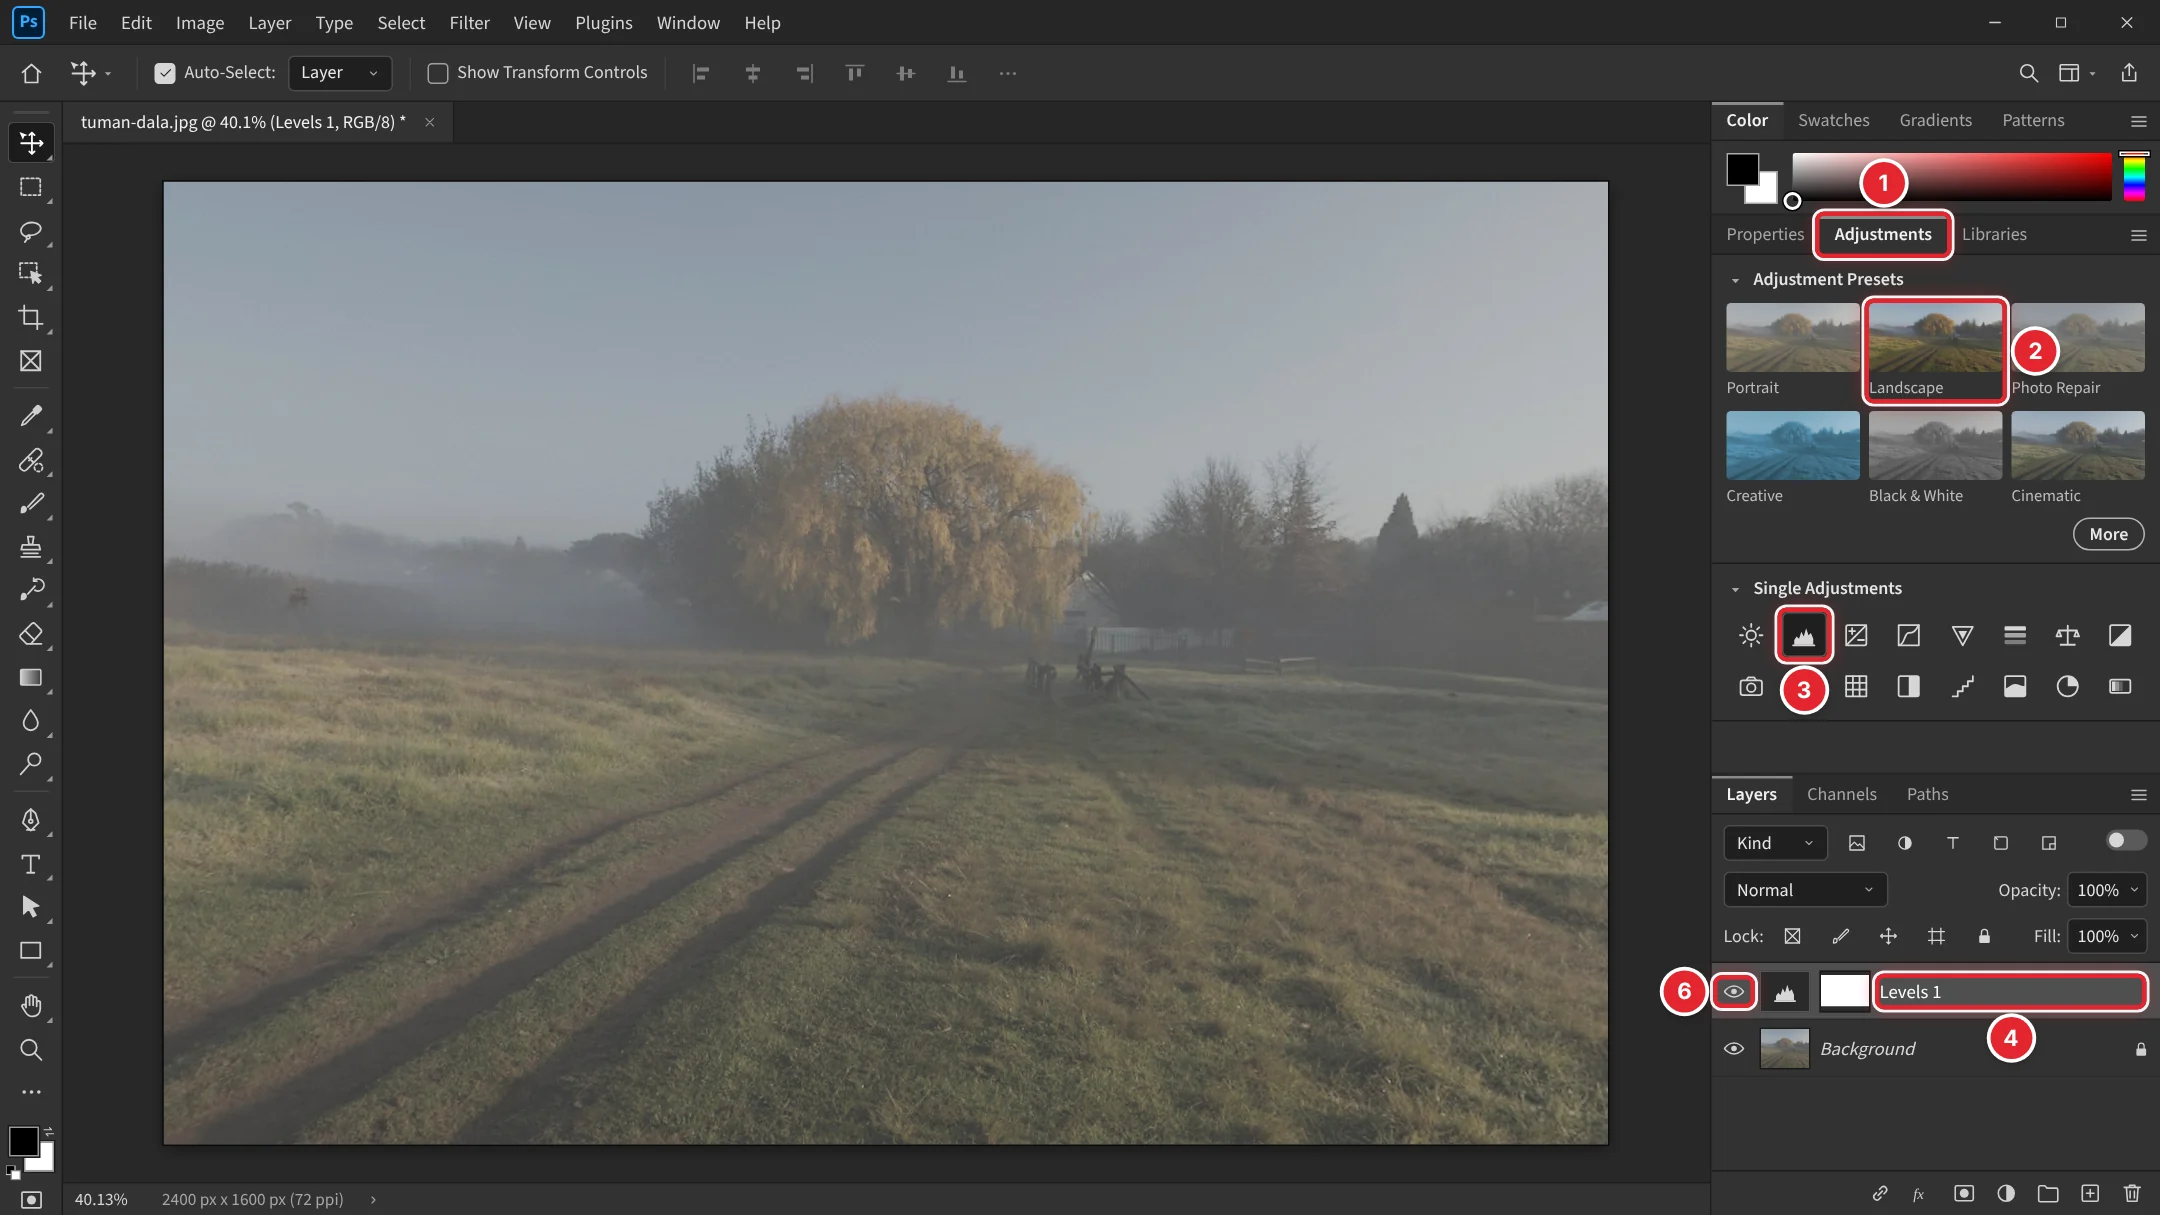 Ps File Edit Image Layer Type Select Filter View Plugins Window Help
Auto-Select: Layer Show Transform Controls
tuman-dala.jpg @ 40.1% (Levels 1, RGB/8) *
Color Swatches Gradients Patterns
1
Properties Adjustments Libraries
Adjustment Presets
2
Portrait Landscape Photo Repair
Creative Black & White Cinematic
More
Single Adjustments
3
Layers Channels Paths
Kind
Normal Opacity: 100%
Lock: Fill: 100%
6 Levels 1
4
Background
fx
40.13% 2400 px x 1600 px (72 ppi)